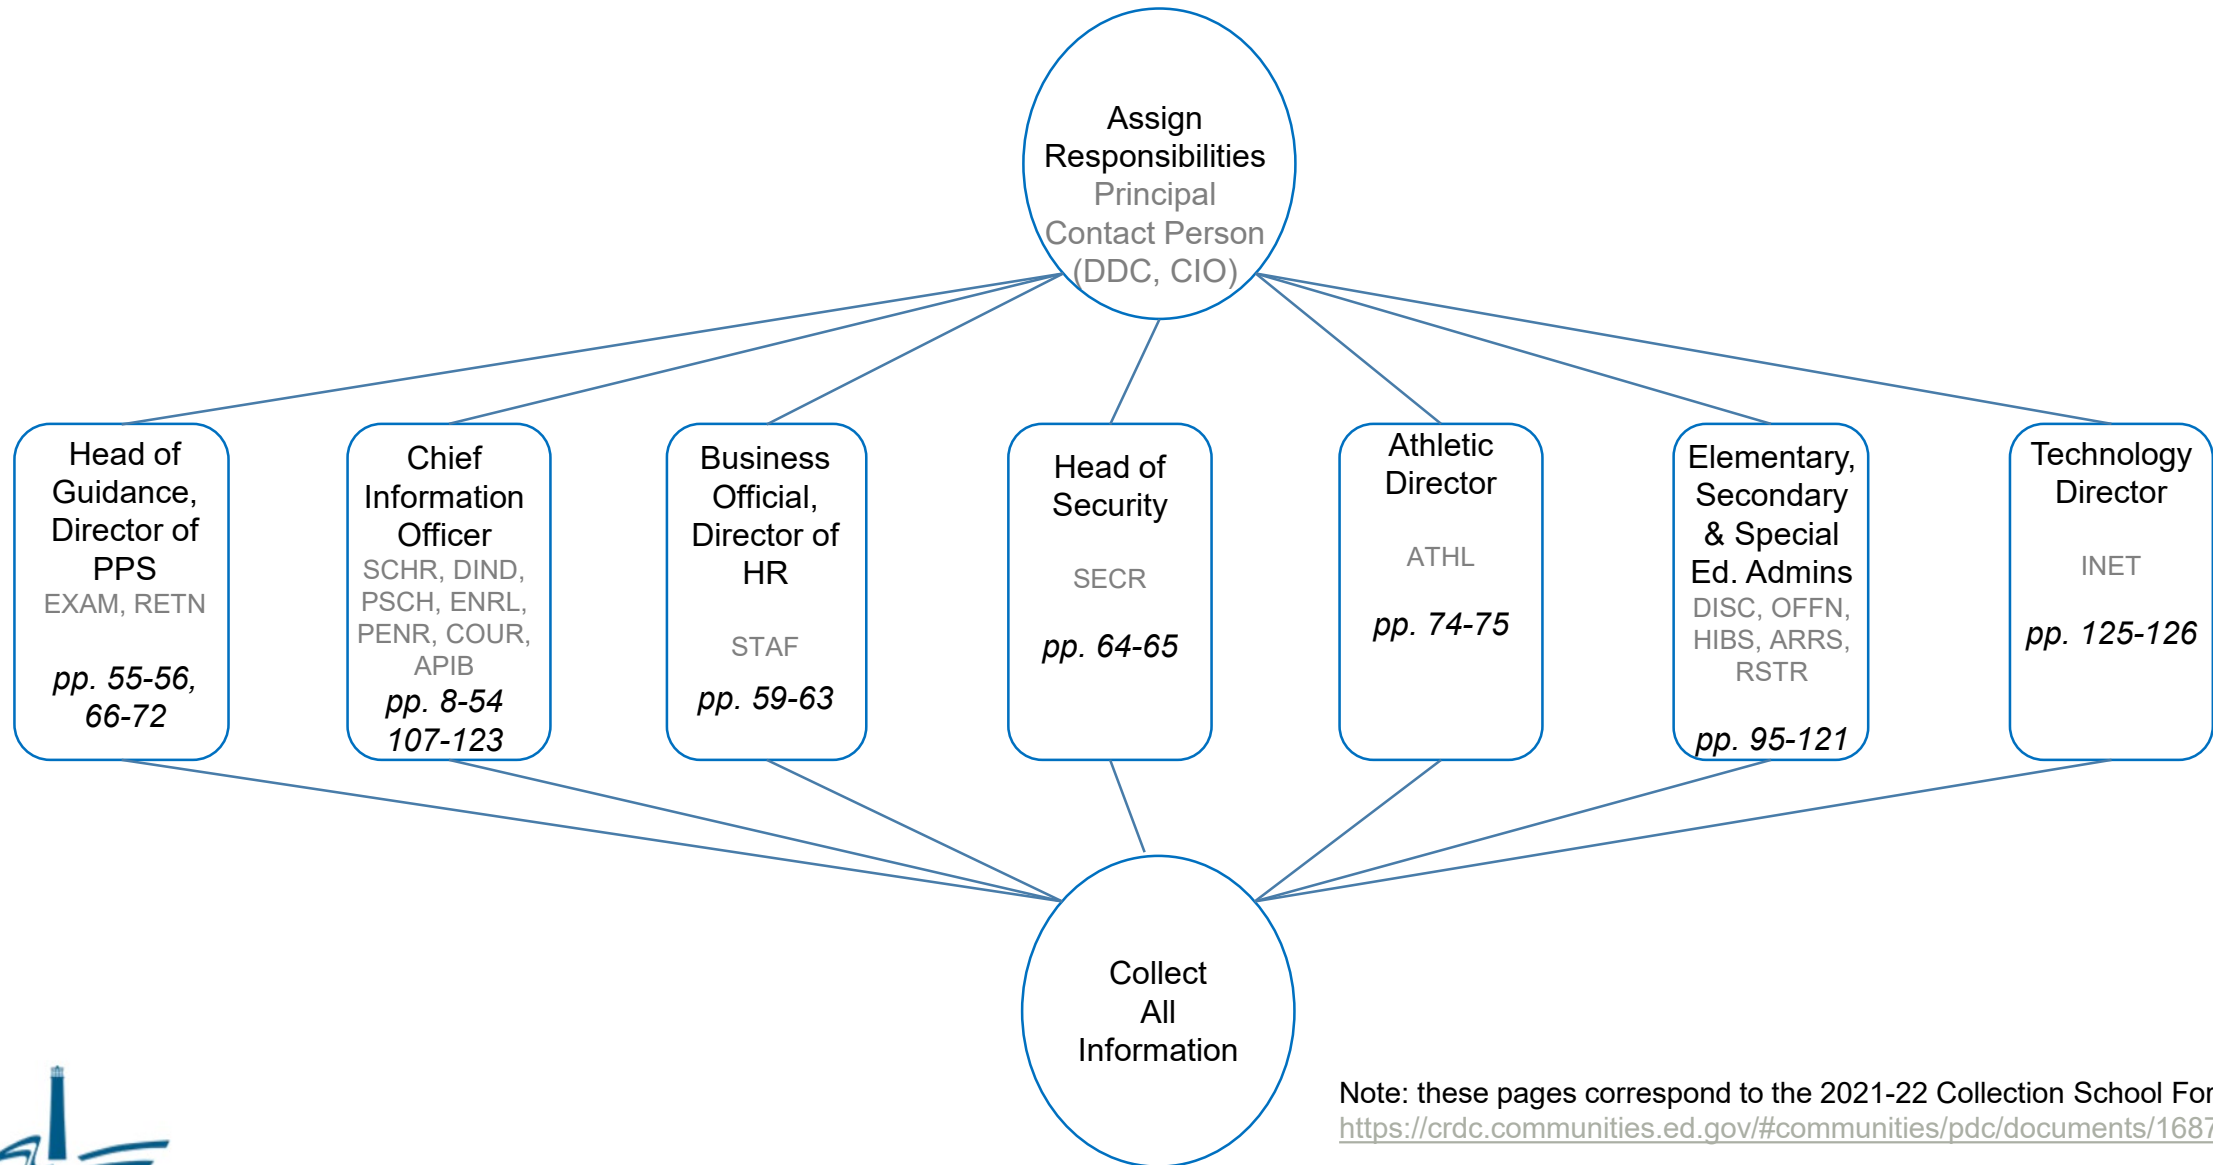 Assign
Responsibilities
Principal
Contact Person
(DDC, CIO)
Head of
Guidance,
Director of
PPS
EXAM, RETN
pp. 55-56,
66-72
Chief
Information
Officer
SCHR, DIND,
PSCH, ENRL,
PENR, COUR,
APIB
pp. 8-54
107-123
Business
Official,
Director of
HR
STAF
pp. 59-63
Head of
Security
SECR
pp. 64-65
Athletic
Director
ATHL
pp. 74-75
Elementary,
Secondary
& Special
Ed. Admins
DISC, OFFN,
HIBS, ARRS,
RSTR
pp. 95-121
Technology
Director
INET
pp. 125-126
Collect
All
Information
Note: these pages correspond to the 2021-22 Collection School For
https://crdc.communities.ed.gov/#communities/pdc/documents/1687